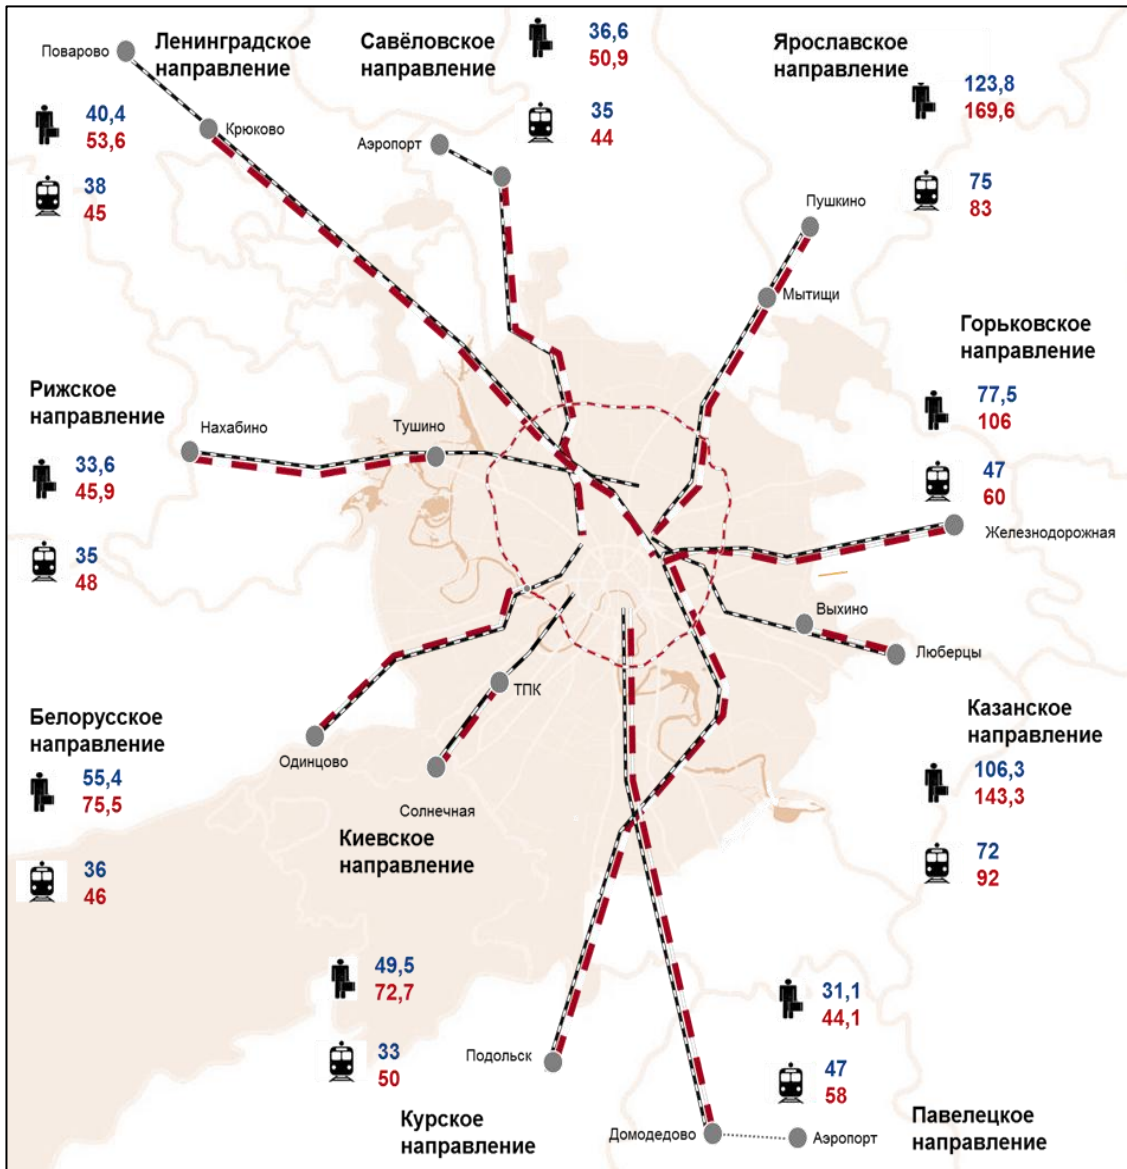 Поварово
Ленинградское
направление
40,4
53,6
38
45
Крюково
Савёловское
направление
36,6
50,9
35
44
Аэропорт
Ярославское
направление
123,8
169,6
75
83
Пушкино
Мытищи
Горьковское
направление
77,5
106
47
60
Железнодорожная
Рижское
направление
33,6
45,9
35
48
Нахабино
Тушино
Выхино
Люберцы
Казанское
направление
106,3
143,3
72
92
Белорусское
направление
55,4
75,5
36
46
Одинцово
ТПК
Солнечная
Киевское
направление
49,5
72,7
33
50
Подольск
Курское
направление
31,1
44,1
47
58
Домодедово
Аэропорт
Павелецкое
направление